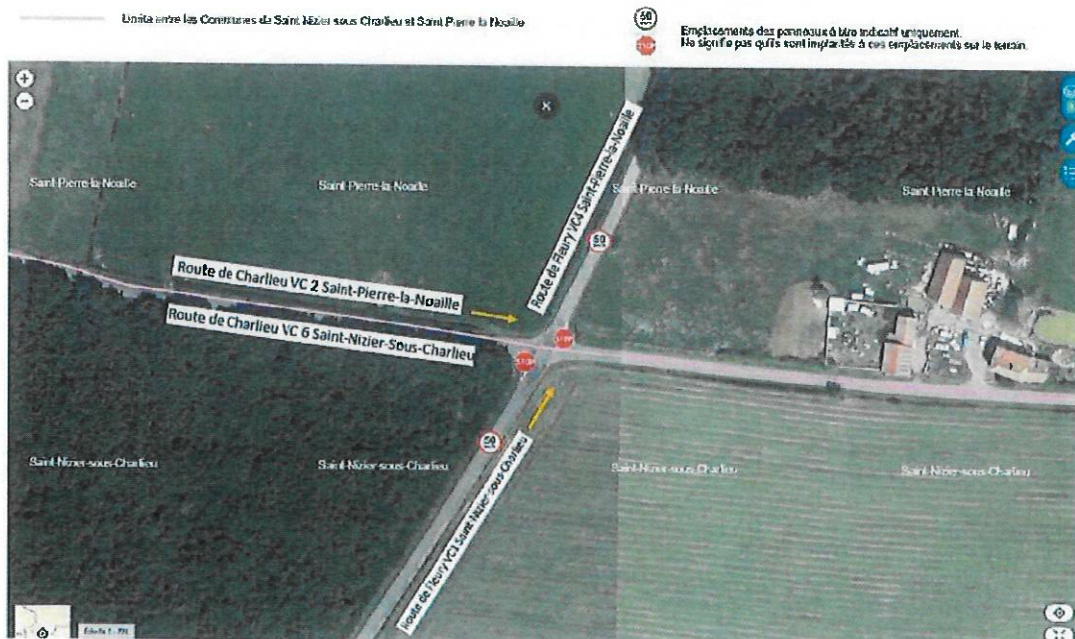 Limite entre les Communes de Saint Nizier sous Charlieu et Saint Pierre la Noaille
50
STOP
Emplacements des panneaux à titre indicatif uniquement.
Ne signifie pas qu'ils sont implantés à ces emplacements sur le terrain.
Saint-Pierre-la-Noaille
Saint-Pierre-la-Noaille
Saint-Pierre-la-Noaille
Saint-Pierre-la-Noaille
Route de Fleury VC4 Saint-Pierre-la-Noaille
50
Route de Charlieu VC 2 Saint-Pierre-la-Noaille
Route de Charlieu VC 6 Saint-Nizier-Sous-Charlieu
STOP
STOP
50
Saint-Nizier-sous-Charlieu
Saint-Nizier-sous-Charlieu
Saint-Nizier-sous-Charlieu
Saint-Nizier-sous-Charlieu
Route de Fleury VC3 Saint Nizier sous-Charlieu